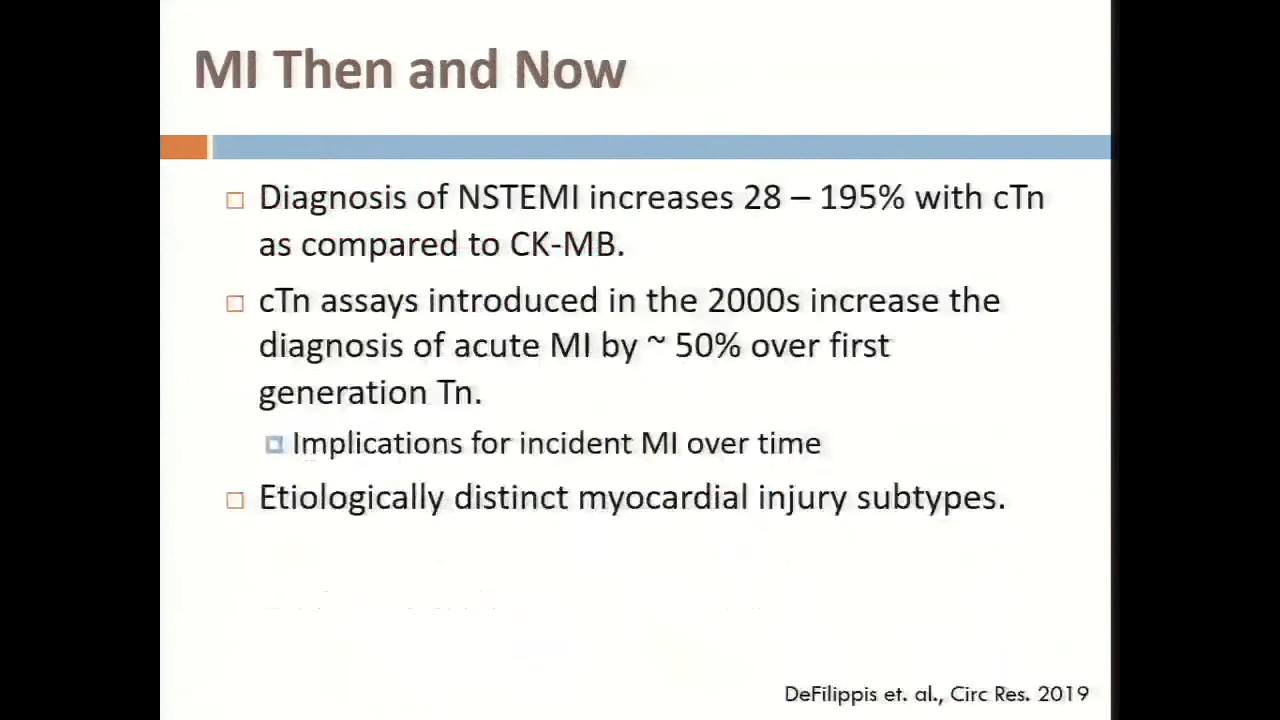 MI Then and Now
Diagnosis of NSTEMI increases 28 – 195% with cTn
as compared to CK-MB.
cTn assays introduced in the 2000s increase the
diagnosis of acute MI by ~ 50% over first
generation Tn.
Implications for incident MI over time
Etiologically distinct myocardial injury subtypes.
DeFilippis et. al., Circ Res. 2019